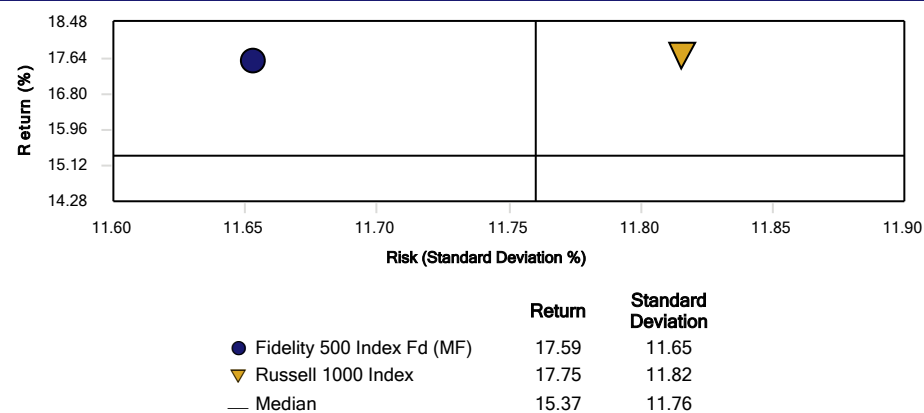 18.48
17.64
16.80
15.96
15.12
14.28
Return (%)
11.60 11.65 11.70 11.75 11.80 11.85 11.90
Risk (Standard Deviation %)
Return Standard Deviation
Fidelity 500 Index Fd (MF) 17.59 11.65
Russell 1000 Index 17.75 11.82
Median 15.37 11.76